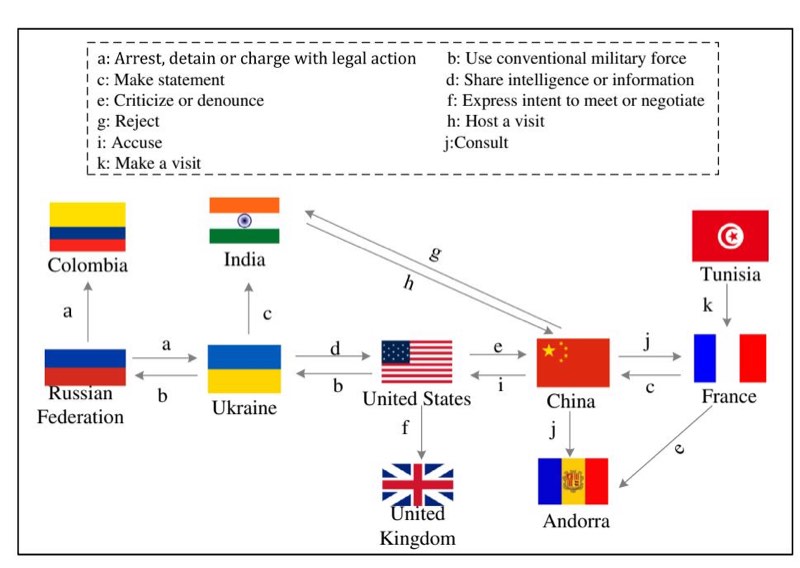 a: Arrest, detain or charge with legal action
b: Use conventional military force
c: Make statement
d: Share intelligence or information
e: Criticize or denounce
f: Express intent to meet or negotiate
g: Reject
h: Host a visit
i: Accuse
j:Consult
k: Make a visit
Colombia
India
g
h
Tunisia
a
c
k
a
b
d
b
e
i
j
c
Russian
Federation
Ukraine
United States
China
France
f
j
e
United
Kingdom
Andorra